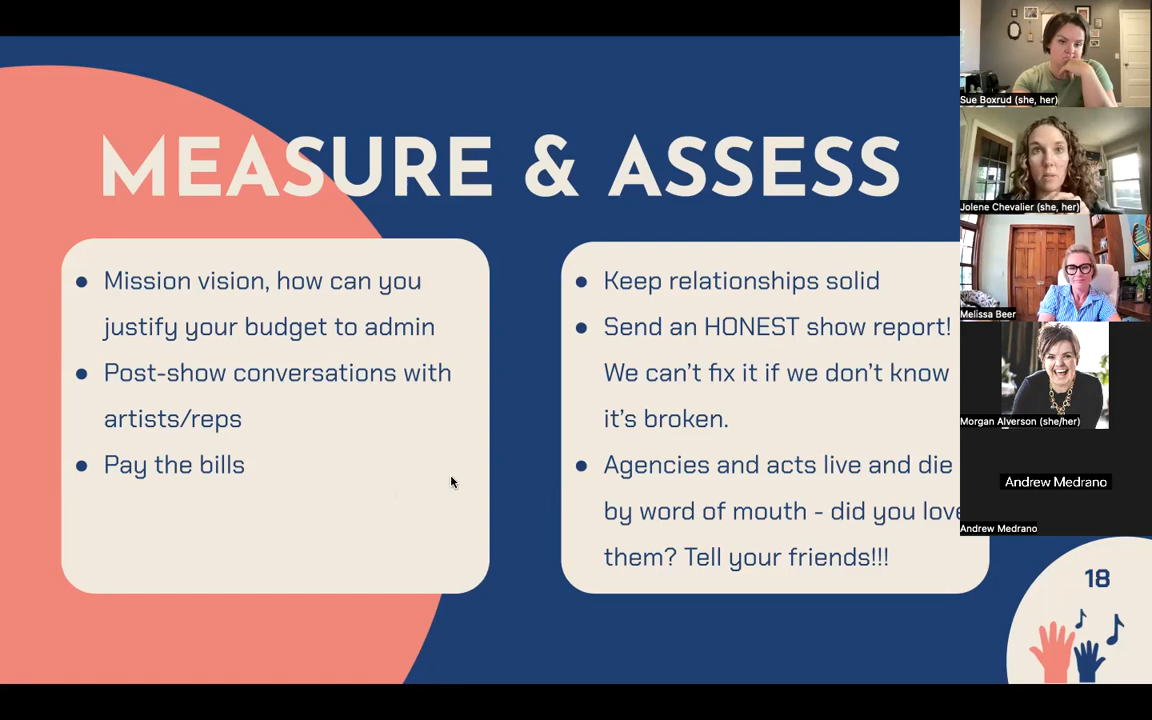 MEASURE & ASSESS
● Mission vision, how can you
justify your budget to admin
● Post-show conversations with
artists/reps
● Pay the bills
● Keep relationships solid
● Send an HONEST show report!
We can't fix it if we don't know
it's broken.
● Agencies and acts live and die
by word of mouth - did you love
them? Tell your friends!!!
18
Sue Boxrud (she, her)
Jolene Chevalier (she, her)
Melissa Beer
Morgan Alverson (she/her)
Andrew Medrano
Andrew Medrano